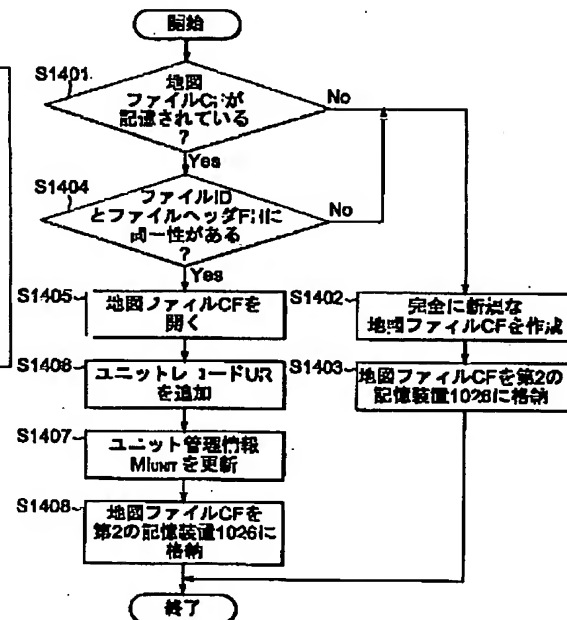 開始
S1401
地図
ファイルCFが
記憶されている
?
No
Yes
S1404
ファイルID
とファイルヘッダFHに
同一性がある
?
No
Yes
S1405
地図ファイルCFを
開く
S1402
完全に新規な
地図ファイルCFを作成
S1408
ユニットレコードUR
を追加
S1403
地図ファイルCFを第2の
記憶装置1026に格納
S1407
ユニット管理情報
MIUNITを更新
S1408
地図ファイルCFを
第2の記憶装置1026に
格納
終了